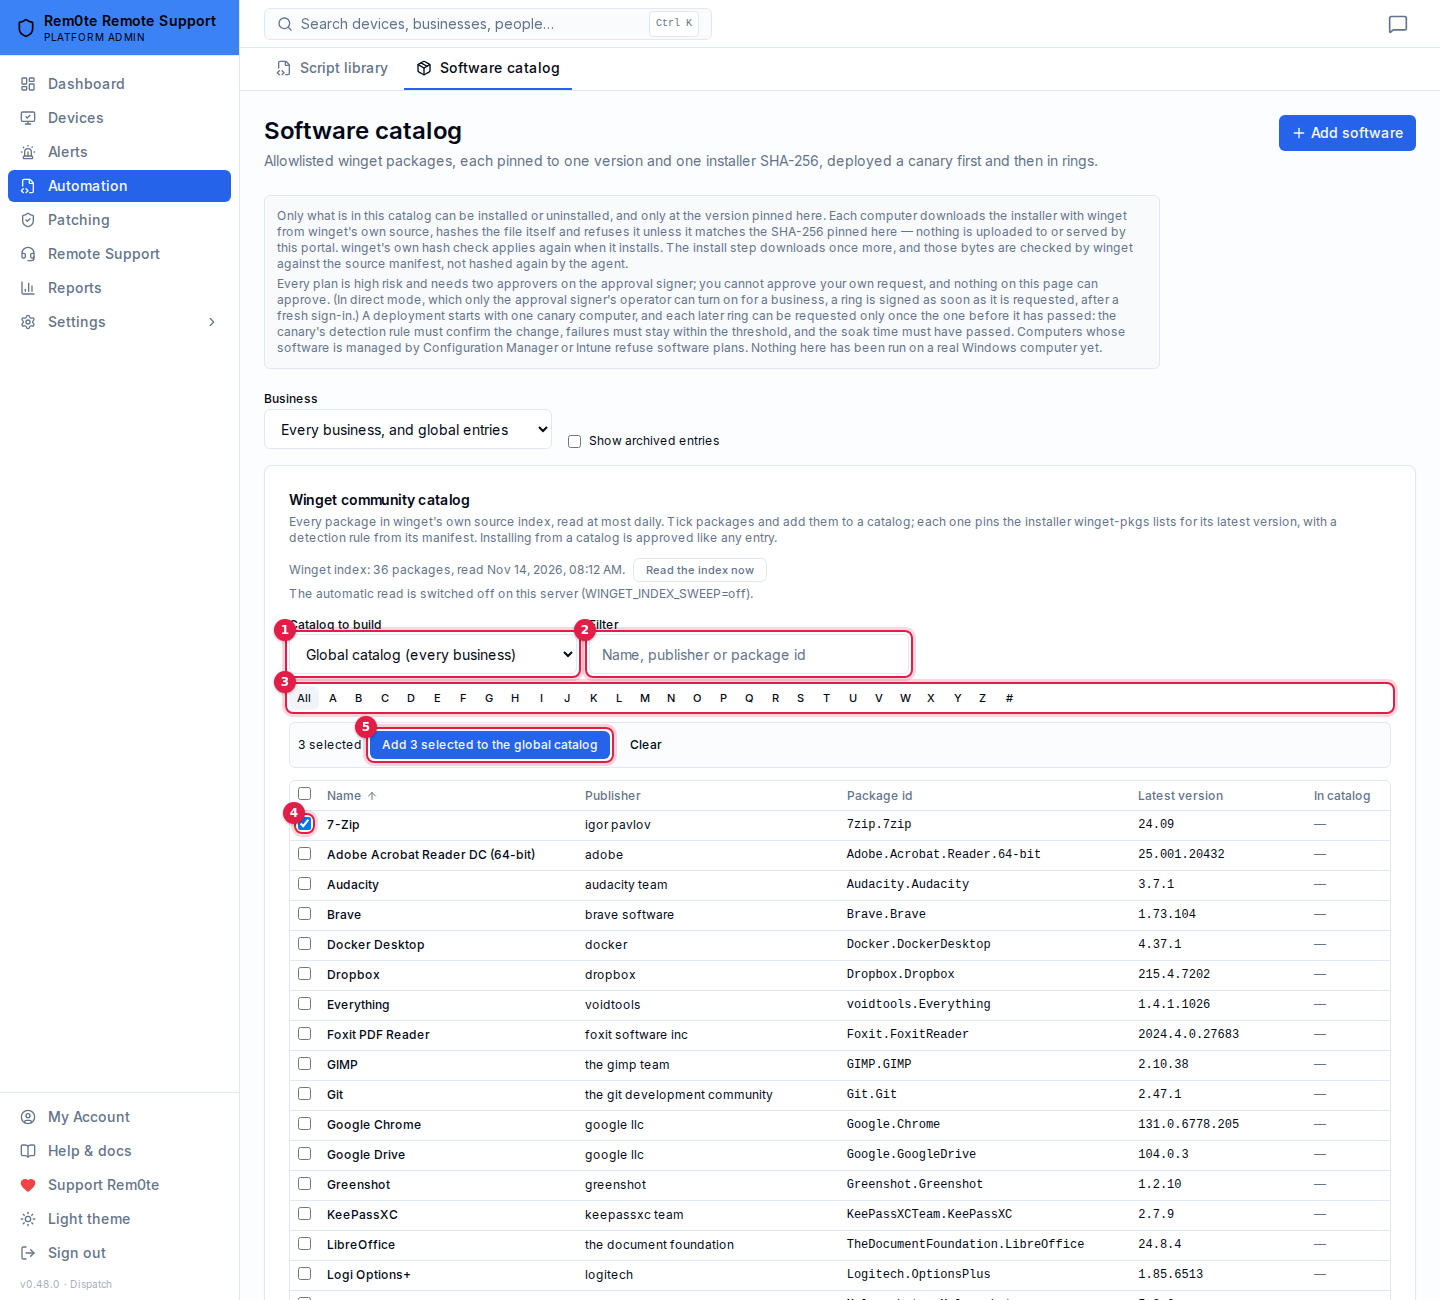 Rem0te Remote Support
PLATFORM ADMIN
Search devices, businesses, people…
Ctrl K
Dashboard
Devices
Alerts
Automation
Patching
Remote Support
Reports
Settings
Script library
Software catalog
Software catalog
Add software
Allowlisted winget packages, each pinned to one version and one installer SHA-256, deployed a canary first and then in rings.
Only what is in this catalog can be installed or uninstalled, and only at the version pinned here. Each computer downloads the installer with winget
from winget's own source, hashes the file itself and refuses it unless it matches the SHA-256 pinned here — nothing is uploaded to or served by
this portal. winget's own hash check applies again when it installs. The install step downloads once more, and those bytes are checked by winget
against the source manifest, not hashed again by the agent.
Every plan is high risk and needs two approvers on the approval signer; you cannot approve your own request, and nothing on this page can
approve. (In direct mode, which only the approval signer's operator can turn on for a business, a ring is signed as soon as it is requested, after a
fresh sign-in.) A deployment starts with one canary computer, and each later ring can be requested only once the one before it has passed: the
canary's detection rule must confirm the change, failures must stay within the threshold, and the soak time must have passed. Computers whose
software is managed by Configuration Manager or Intune refuse software plans. Nothing here has been run on a real Windows computer yet.
Business
Every business, and global entries
Show archived entries
Winget community catalog
Every package in winget's own source index, read at most daily. Tick packages and add them to a catalog; each one pins the installer winget-pkgs lists for its latest version, with a
detection rule from its manifest. Installing from a catalog is approved like any entry.
Winget index: 36 packages, read Nov 14, 2026, 08:12 AM.
Read the index now
The automatic read is switched off on this server (WINGET_INDEX_SWEEP=off).
1 Catalog to build
2 Filter
Global catalog (every business)
Name, publisher or package id
3
All A B C D E F G H I J K L M N O P Q R S T U V W X Y Z #
5
3 selected Add 3 selected to the global catalog Clear
Name Publisher Package id Latest version In catalog
4
7-Zip igor pavlov 7zip.7zip 24.09 —
Adobe Acrobat Reader DC (64-bit) adobe Adobe.Acrobat.Reader.64-bit 25.001.20432 —
Audacity audacity team Audacity.Audacity 3.7.1 —
Brave brave software Brave.Brave 1.73.104 —
Docker Desktop docker Docker.DockerDesktop 4.37.1 —
Dropbox dropbox Dropbox.Dropbox 215.4.7202 —
Everything voidtools voidtools.Everything 1.4.1.1026 —
Foxit PDF Reader foxit software inc Foxit.FoxitReader 2024.4.0.27683 —
GIMP the gimp team GIMP.GIMP 2.10.38 —
Git the git development community Git.Git 2.47.1 —
Google Chrome google llc Google.Chrome 131.0.6778.205 —
Google Drive google llc Google.GoogleDrive 104.0.3 —
Greenshot greenshot Greenshot.Greenshot 1.2.10 —
KeePassXC keepassxc team KeePassXCTeam.KeePassXC 2.7.9 —
LibreOffice the document foundation TheDocumentFoundation.LibreOffice 24.8.4 —
Logi Options+ logitech Logitech.OptionsPlus 1.85.6513 —
My Account
Help & docs
Support Rem0te
Light theme
Sign out
v0.48.0 · Dispatch